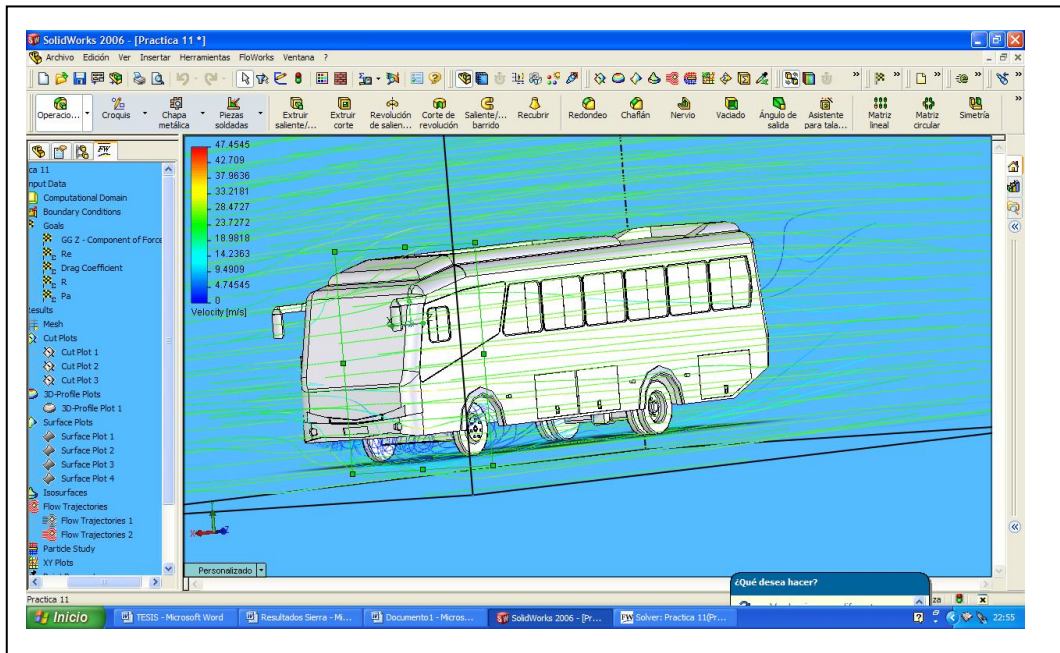 SolidWorks 2006 - [Practica 11 *]
Archivo Edición Ver Insertar Herramientas FloWorks Ventana ?
Operacio... Croquis Chapa metálica Piezas soldadas Extruir saliente/... Extruir corte Revolución de salien... Corte de revolución Saliente/... barrido Recubrir Redondeo Chaflán Nervio Vaciado Ángulo de salida Asistente para tala... Matriz lineal Matriz circular Simetría
ca 11
nput Data
Computational Domain
Boundary Conditions
Goals
GG Z - Component of Force
Re
Drag Coefficient
R
Pa
esults
Mesh
Cut Plots
Cut Plot 1
Cut Plot 2
Cut Plot 3
3D-Profile Plots
3D-Profile Plot 1
Surface Plots
Surface Plot 1
Surface Plot 2
Surface Plot 3
Surface Plot 4
Isosurfaces
Flow Trajectories
Flow Trajectories 1
Flow Trajectories 2
Particle Study
XY Plots
47.4545
42.709
37.9636
33.2181
28.4727
23.7272
18.9818
14.2363
9.4909
4.74545
0
Velocity [m/s]
X
Z
Personalizado
¿Qué desea hacer?
Practica 11
za
Inicio
TESIS - Microsoft Word
Resultados Sierra - Mi...
Documento1 - Micros...
SolidWorks 2006 - [Pr...
Solver: Practica 11(Pr...
22:55